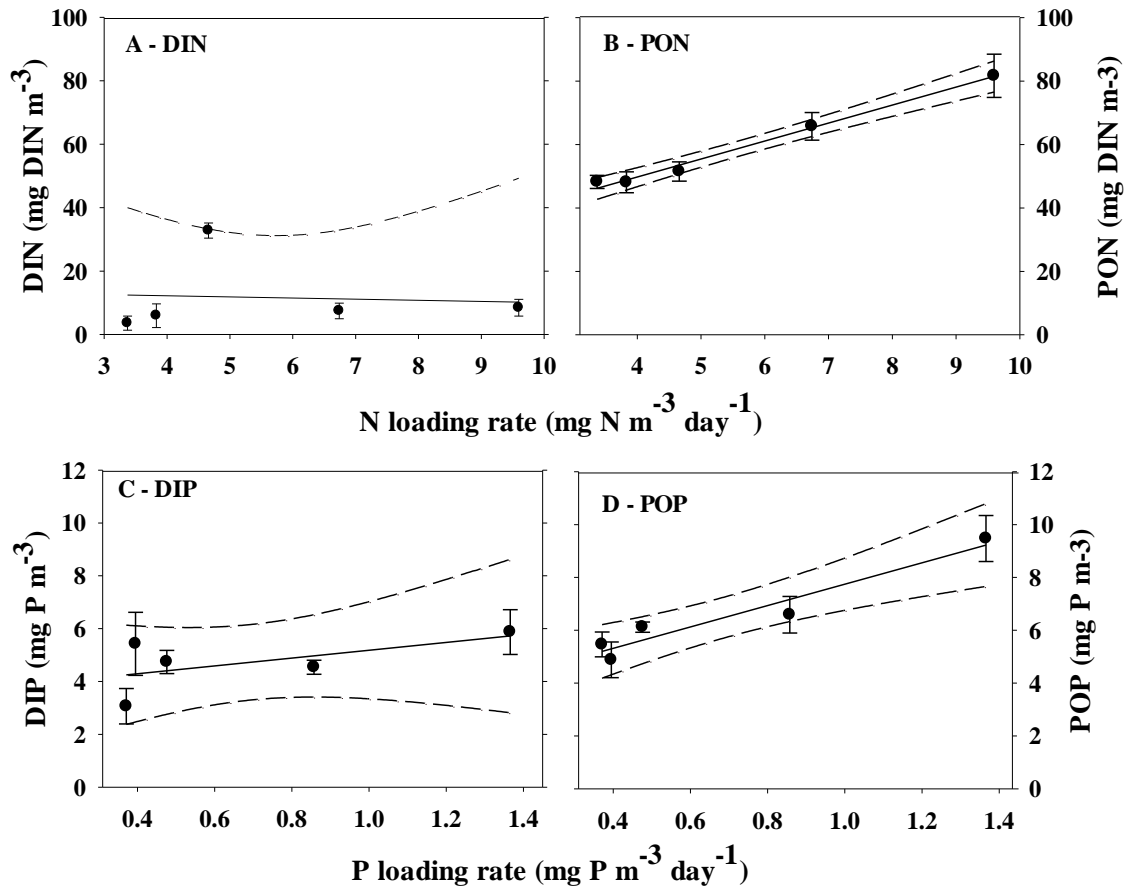 A - DIN
B - PON
100
80
60
40
20
0
100
80
60
40
20
0
DIN (mg DIN m-3)
PON (mg DIN m-3)
3 4 5 6 7 8 9 10
4 5 6 7 8 9 10
N loading rate (mg N m-3 day-1)
C - DIP
D - POP
12
10
8
6
4
2
0
12
10
8
6
4
2
0
DIP (mg P m-3)
POP (mg P m-3)
0.4 0.6 0.8 1.0 1.2 1.4
0.4 0.6 0.8 1.0 1.2 1.4
P loading rate (mg P m-3 day-1)